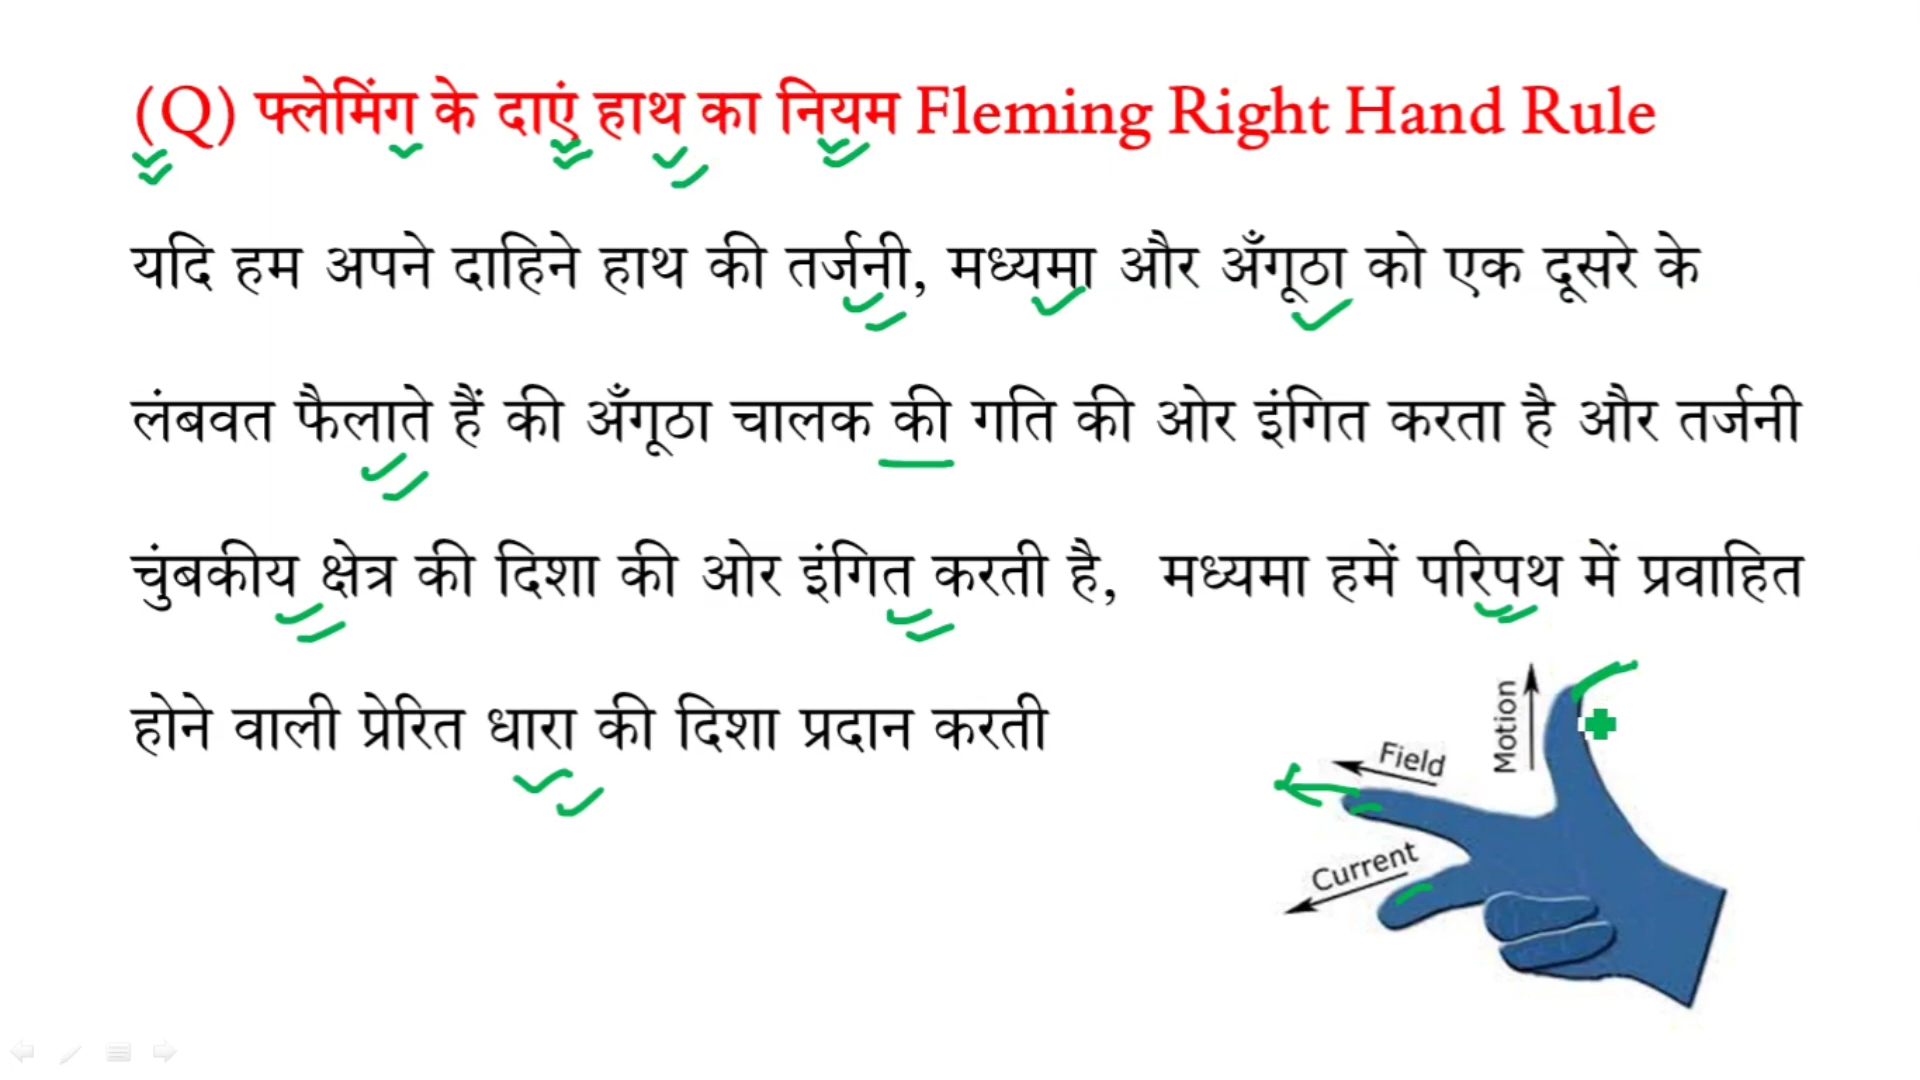 (Q) फ्लेमिंग के दाएं हाथ का नियम Fleming Right Hand Rule
यदि हम अपने दाहिने हाथ की तर्जनी, मध्यमा और अँगूठा को एक दूसरे के
लंबवत फैलाते हैं की अँगूठा चालक की गति की ओर इंगित करता है और तर्जनी
चुंबकीय क्षेत्र की दिशा की ओर इंगित करती है, मध्यमा हमें परिपथ में प्रवाहित
होने वाली प्रेरित धारा की दिशा प्रदान करती
Motion
Field
Current